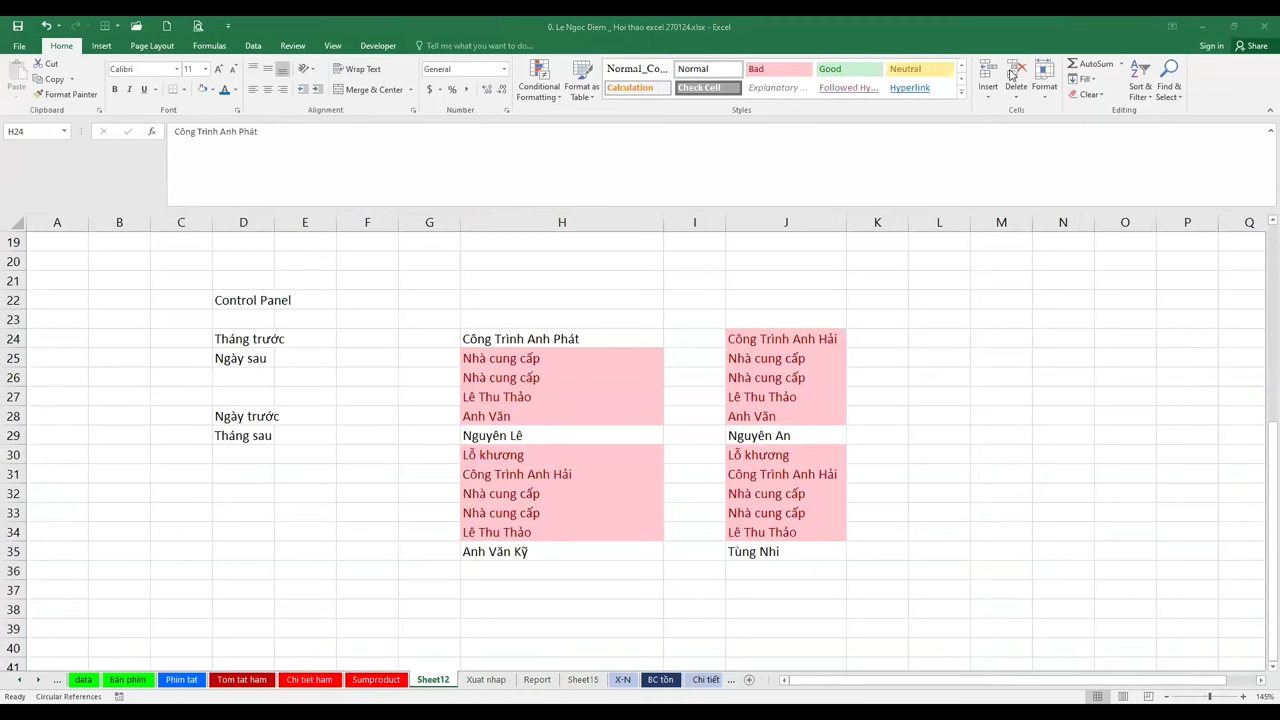 0. Le Ngoc Diem _ Hoi thao excel 270124.xlsx - Excel
File Home Insert Page Layout Formulas Data Review View Developer Tell me what you want to do... Sign in Share
Cut
Copy
Format Painter
Paste
Clipboard
Calibri 11
B I U
Font
Wrap Text
Merge & Center
Alignment
General
$ % ,
Number
Conditional Formatting
Format as Table
Normal_Co... Normal Bad Good Neutral
Calculation Check Cell Explanatory ... Followed Hy... Hyperlink
Styles
Insert Delete Format
Cells
AutoSum
Fill
Clear
Sort & Filter
Find & Select
Editing
H24 fx Công Trình Anh Phát
A B C D E F G H I J K L M N O P Q
19
20
21
22 Control Panel
23
24 Tháng trước Công Trình Anh Phát Công Trình Anh Hải
25 Ngày sau Nhà cung cấp Nhà cung cấp
26 Nhà cung cấp Nhà cung cấp
27 Lê Thu Thảo Lê Thu Thảo
28 Ngày trước Anh Văn Anh Văn
29 Tháng sau Nguyên Lê Nguyên An
30 Lỗ khương Lỗ khương
31 Công Trình Anh Hải Công Trình Anh Hải
32 Nhà cung cấp Nhà cung cấp
33 Nhà cung cấp Nhà cung cấp
34 Lê Thu Thảo Lê Thu Thảo
35 Anh Văn Kỹ Tùng Nhi
36
37
38
39
40
41
... data Bàn phím Phim tat Tom tat ham Chi tiet ham Sumproduct Sheet12 Xuat nhap Report Sheet15 X-N BC tồn Chi tiết ...
Ready Circular References 145%